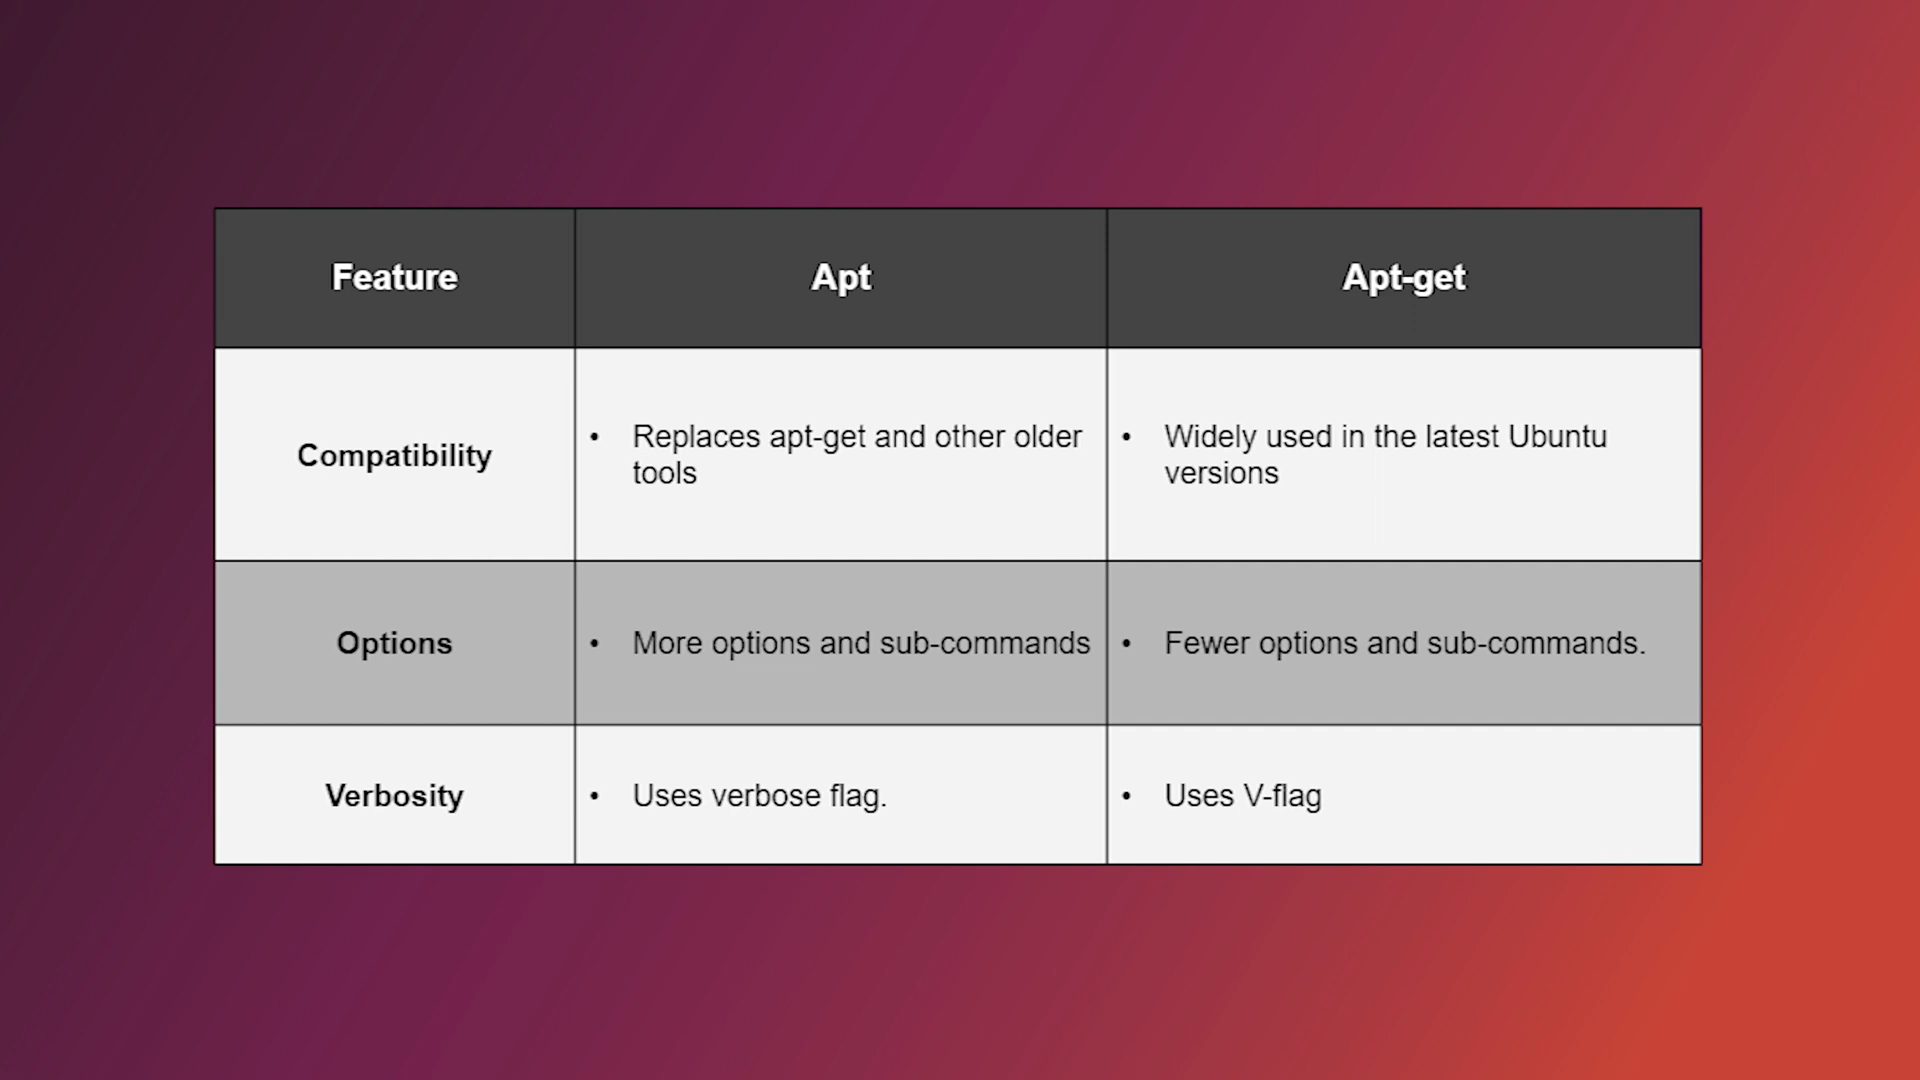 Feature
Apt
Apt-get
Compatibility
• Replaces apt-get and other older
tools
• Widely used in the latest Ubuntu
versions
Options
• More options and sub-commands
• Fewer options and sub-commands.
Verbosity
• Uses verbose flag.
• Uses V-flag